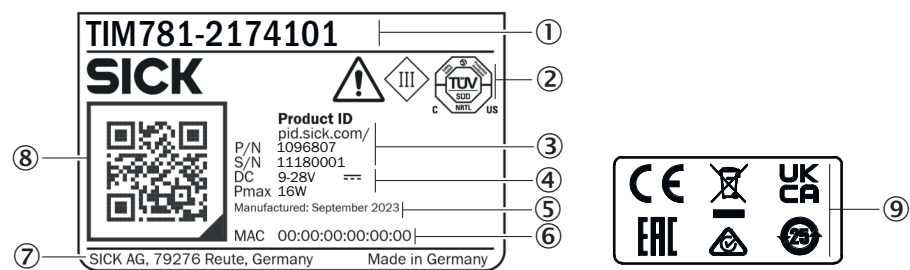 TIM781-2174101
①
SICK
III
TÜV
SÜD
NRTL
C US
②
Product ID
pid.sick.com/
P/N 1096807
S/N 11180001
③
DC 9-28V
Pmax 16W
④
Manufactured: September 2023
⑤
MAC 00:00:00:00:00:00
⑥
⑦
SICK AG, 79276 Reute, Germany Made in Germany
⑧
CE UK
CA
EAC 25
⑨